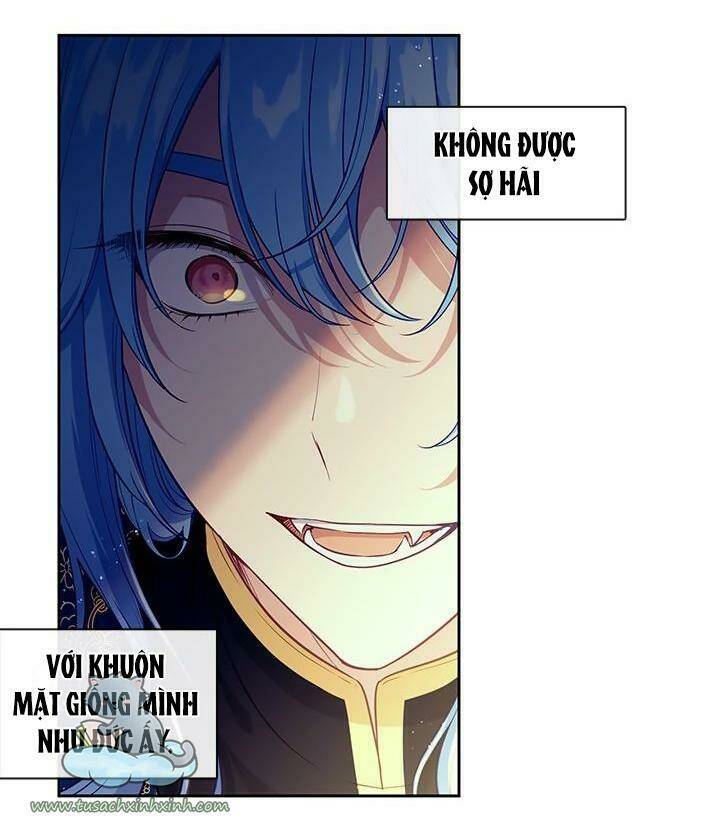 KHÔNG ĐƯỢC
SỢ HÃI
VỚI KHUÔN
MẶT GIỐNG MÌNH
NHƯ ĐÚC ẤY.
www.tusachxinhxinh.com